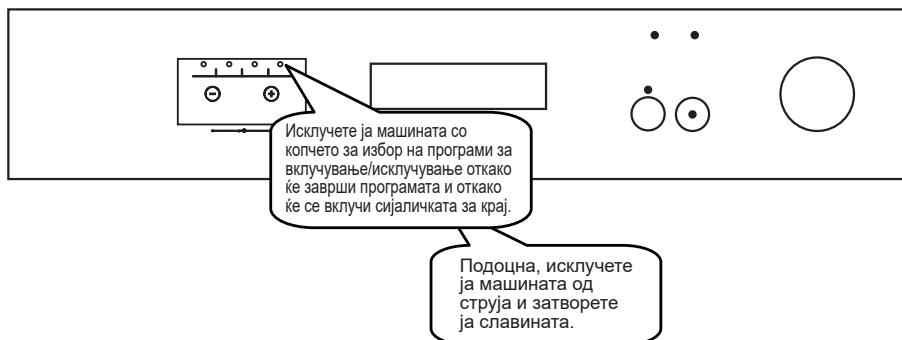 Исклучете ја машината со
копчето за избор на програми за
вклучување/исклучување откако
ќе заврши програмата и откако
ќе се вклучи сијаличката за крај.
Подоцна, исклучете
ја машината од
струја и затворете
ја славината.